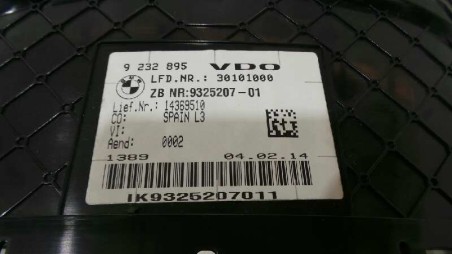 9 232 895 VDO
LFD.NR.: 30101000
ZB NR:9325207-01
Lief.Nr.: 14369510
CO: SPAIN L3
VI:
Aend: 0002
1389 04.02.14
IK9325207011